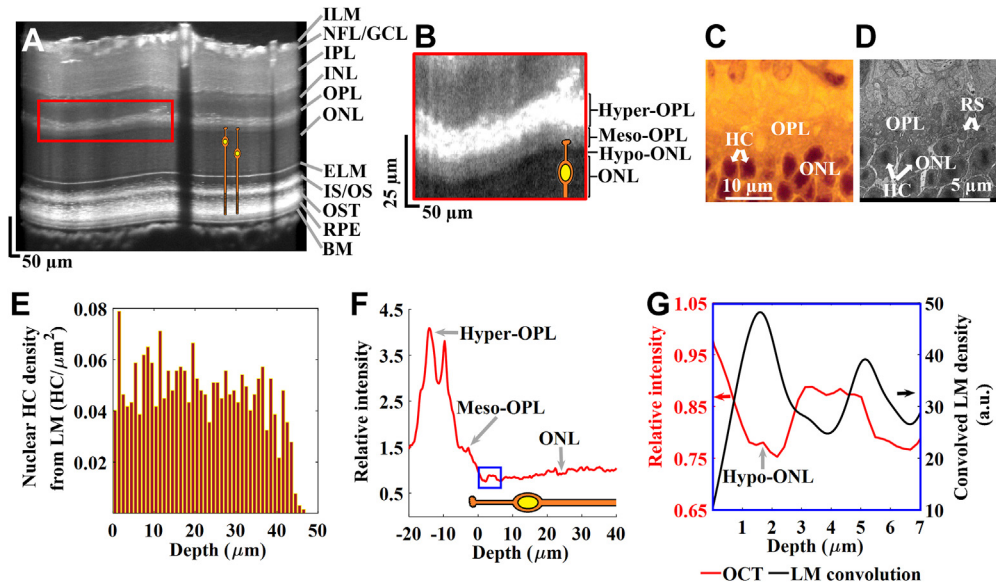 A
ILM
NFL/GCL
IPL
INL
OPL
ONL
ELM
IS/OS
OST
RPE
BM
50 µm
B
Hyper-OPL
Meso-OPL
Hypo-ONL
ONL
25 µm
50 µm
C
OPL
HC
ONL
10 µm
D
RS
OPL
ONL
HC
5 µm
E
Nuclear HC density
from LM (HC/µm²)
0.08
0.06
0.04
0.02
0
10
20
30
40
50
Depth (µm)
F
Relative intensity
4.5
3.5
2.5
1.5
0.5
Hyper-OPL
Meso-OPL
ONL
-20
-10
0
10
20
30
40
Depth (µm)
G
Relative intensity
1.05
0.95
0.85
0.75
0.65
Hypo-ONL
50
40
30
20
10
Convolved LM density
(a.u.)
1
2
3
4
5
6
7
Depth (µm)
OCT
LM convolution